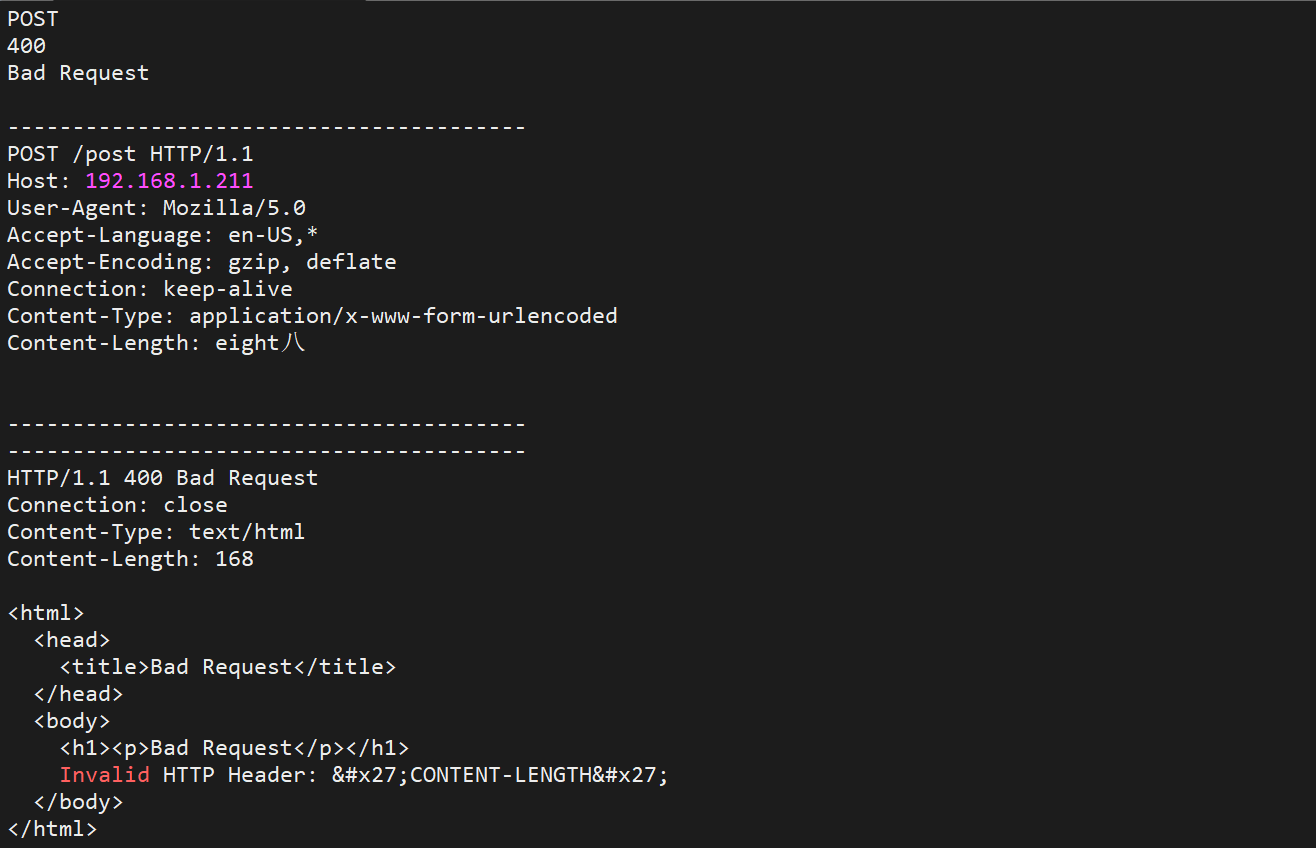 POST
400
Bad Request
----------------------------------------
POST /post HTTP/1.1
Host: 192.168.1.211
User-Agent: Mozilla/5.0
Accept-Language: en-US,*
Accept-Encoding: gzip, deflate
Connection: keep-alive
Content-Type: application/x-www-form-urlencoded
Content-Length: eight八
----------------------------------------
----------------------------------------
HTTP/1.1 400 Bad Request
Connection: close
Content-Type: text/html
Content-Length: 168
<html>
  <head>
    <title>Bad Request</title>
  </head>
  <body>
    <h1><p>Bad Request</p></h1>
    Invalid HTTP Header: &#x27;CONTENT-LENGTH&#x27;
  </body>
</html>